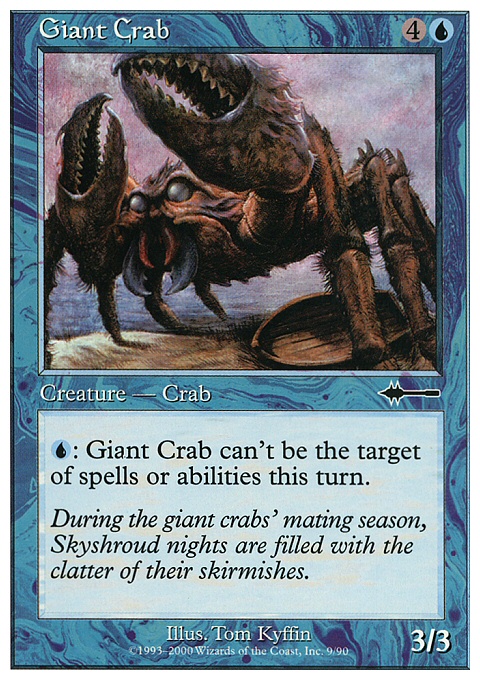 Giant Crab 4
Creature — Crab
: Giant Crab can't be the target
of spells or abilities this turn.
During the giant crabs' mating season,
Skyshroud nights are filled with the
clatter of their skirmishes.
Illus. Tom Kyffin
©1993–2000 Wizards of the Coast, Inc. 9/90
3/3